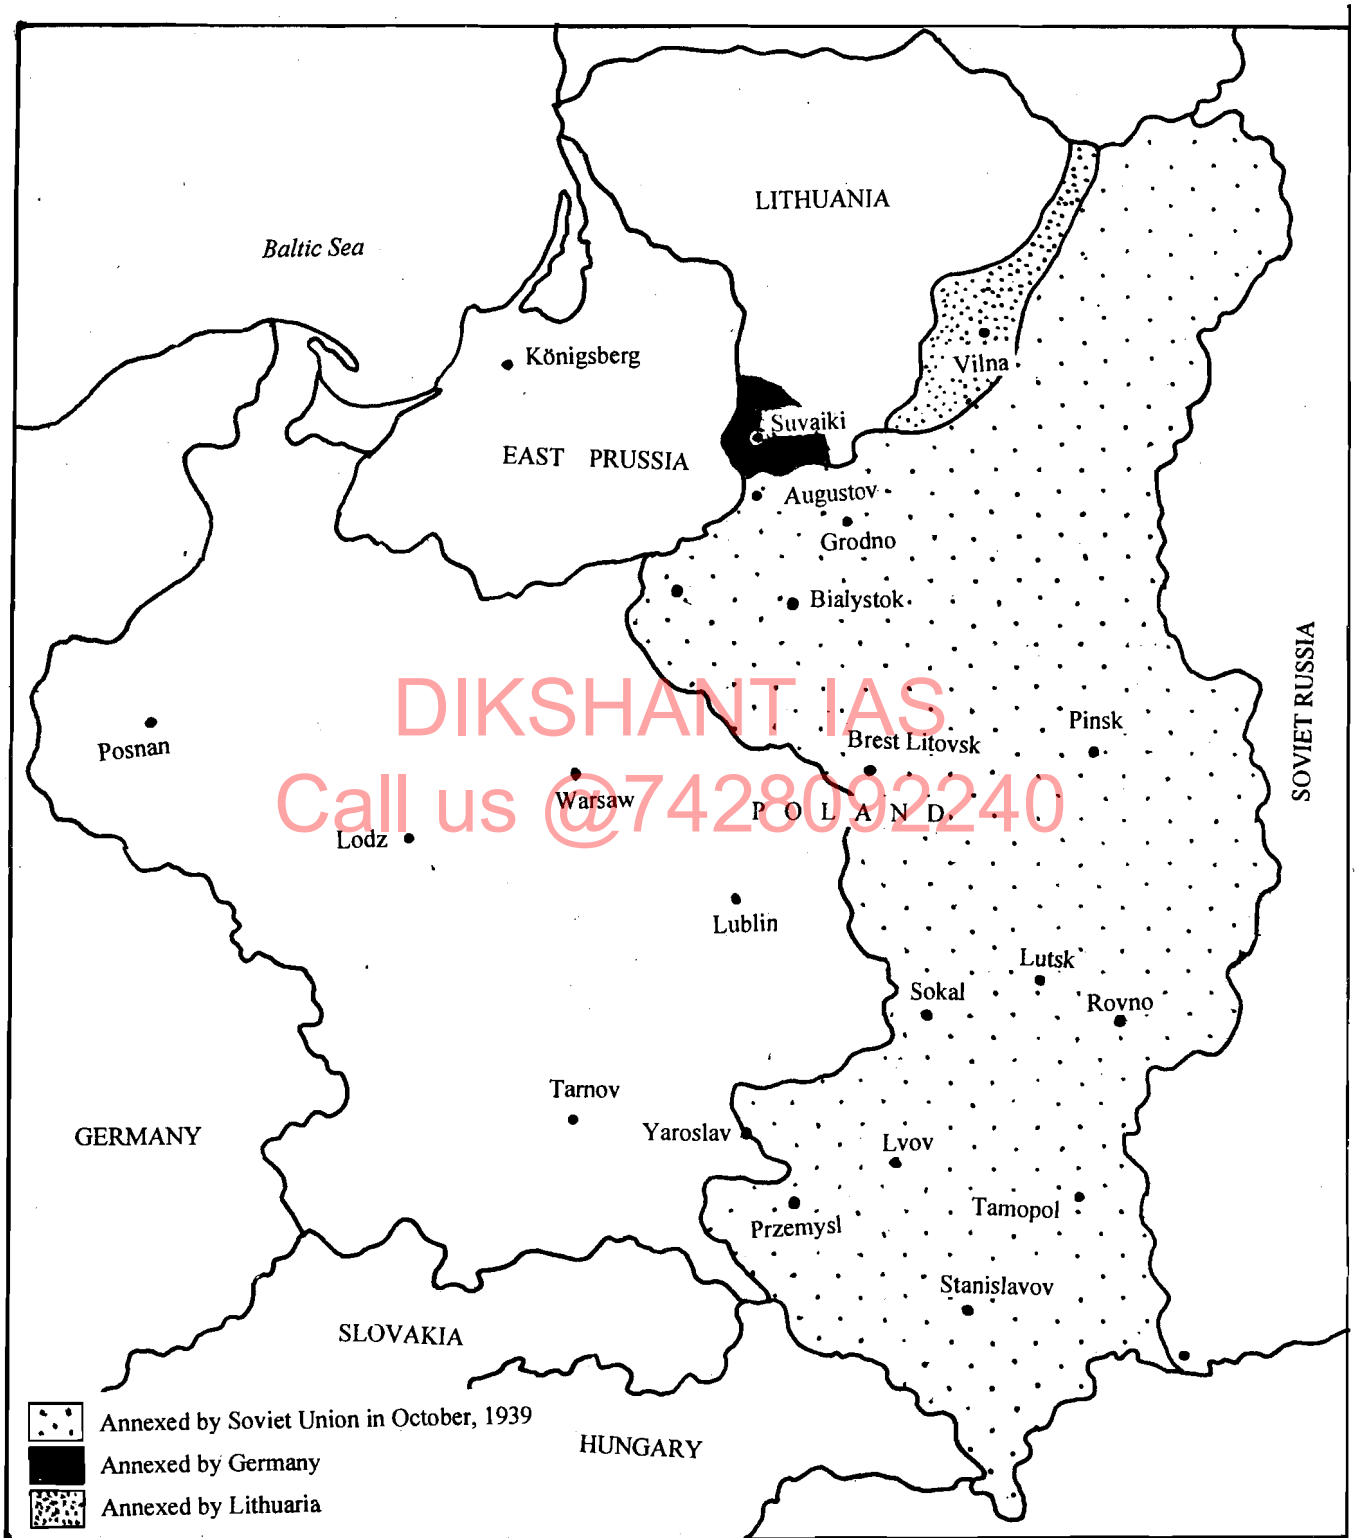 LITHUANIA
Baltic Sea
Königsberg
Vilna
Suvaiki
EAST PRUSSIA
Augustov
Grodno
Bialystok
SOVIET RUSSIA
DIKSHANT IAS
Pinsk
Posnan
Brest Litovsk
Call us @7428092240
Warsaw
POLAND
Lodz
Lublin
Lutsk
Sokal
Rovno
Tarnov
Yaroslav
GERMANY
Lvov
Tamopol
Przemysl
Stanislavov
SLOVAKIA
Annexed by Soviet Union in October, 1939
HUNGARY
Annexed by Germany
Annexed by Lithuaria